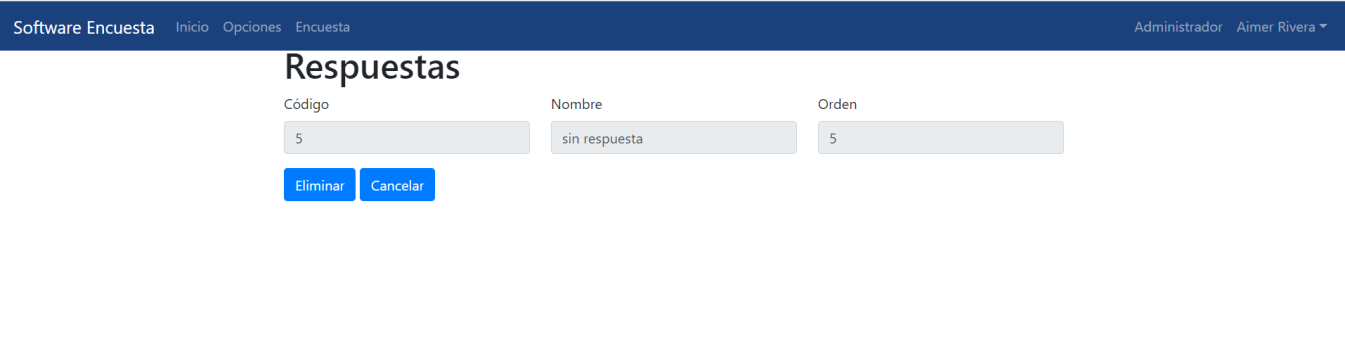 Software Encuesta Inicio Opciones Encuesta Administrador Aimer Rivera
Respuestas
Código Nombre Orden
5 sin respuesta 5
Eliminar Cancelar